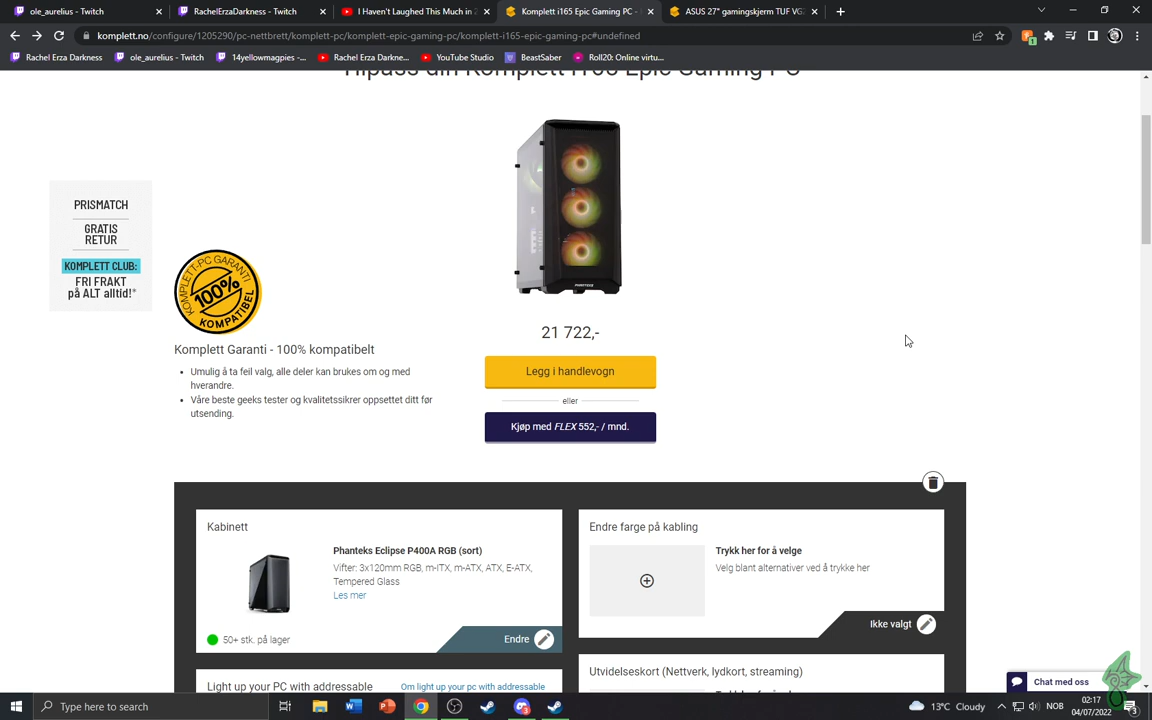 ole_aurelius - Twitch
RachelErzaDarkness - Twitch
I Haven't Laughed This Much in
Komplett i165 Epic Gaming PC -
ASUS 27" gamingskjerm TUF VG
komplett.no/configure/1205290/pc-nettbrett/komplett-pc/komplett-epic-gaming-pc/komplett-i165-epic-gaming-pc#undefined
Rachel Erza Darkness
ole_aurelius - Twitch
14yellowmagpies -...
Rachel Erza Darkne...
YouTube Studio
BeastSaber
Roll20: Online virtu...
Tilpass din Komplett i165 Epic Gaming PC
PRISMATCH
GRATIS
RETUR
KOMPLETT CLUB:
FRI FRAKT
på ALT alltid!*
KOMPLETT-PC GARANTI
100%
KOMPATIBEL
PHANTEKS
21 722,-
Komplett Garanti - 100% kompatibelt
Umulig å ta feil valg, alle deler kan brukes om og med
hverandre.
Våre beste geeks tester og kvalitetssikrer oppsettet ditt før
utsending.
Legg i handlevogn
eller
Kjøp med FLEX 552,- / mnd.
Kabinett
Phanteks Eclipse P400A RGB (sort)
Vifter: 3x120mm RGB, m-ITX, m-ATX, ATX, E-ATX,
Tempered Glass
Les mer
50+ stk. på lager
Endre
Endre farge på kabling
Trykk her for å velge
Velg blant alternativer ved å trykke her
Ikke valgt
Light up your PC with addressable
Om light up your pc with addressable
Utvidelseskort (Nettverk, lydkort, streaming)
Chat med oss
Type here to search
13°C Cloudy
NOB
02:17
04/07/2022
3